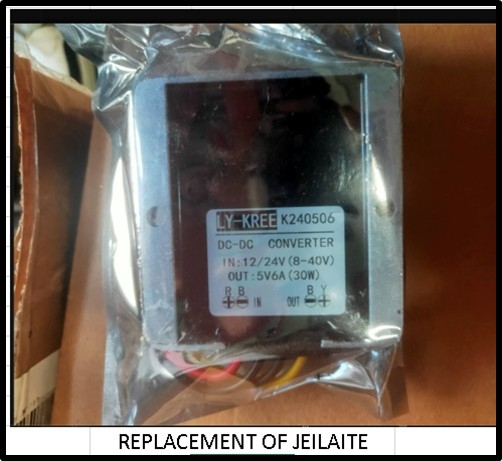 LY-KREE K240506
DC-DC CONVERTER
IN:12/24V(8-40V)
OUT:5V6A(30W)
R B B Y
+ - IN OUT - +
REPLACEMENT OF JEILAITE